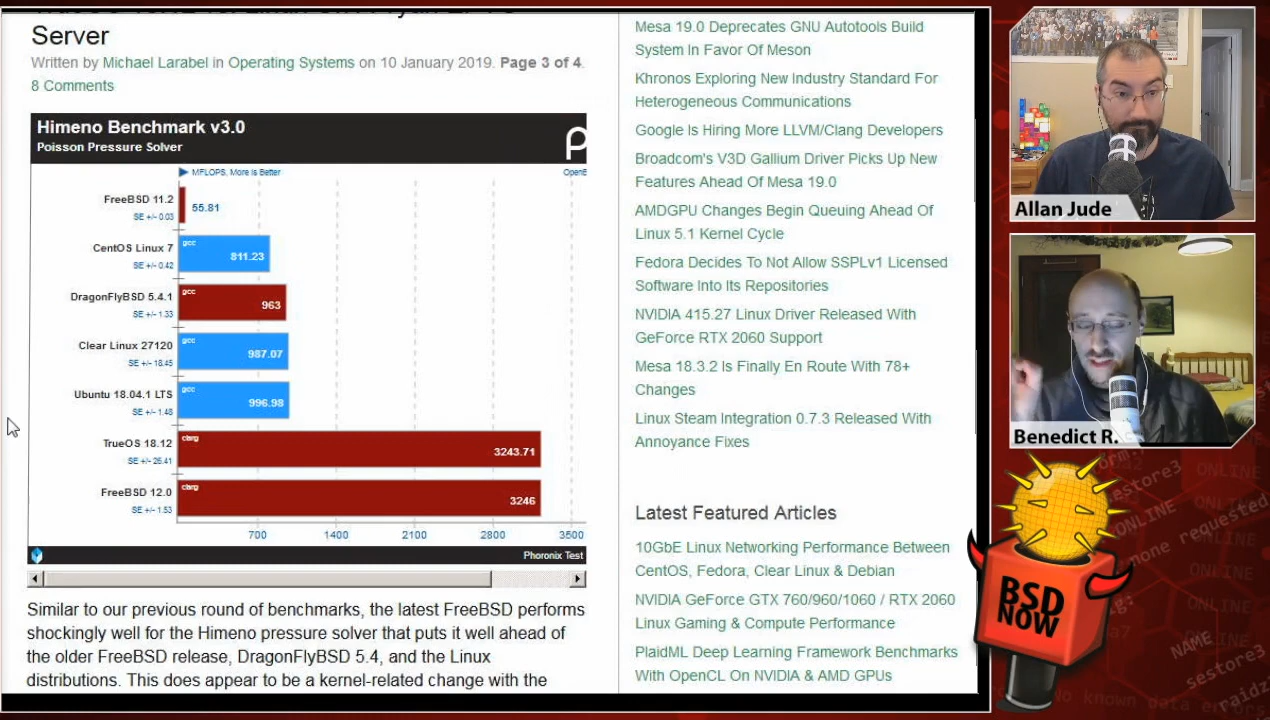 Server
Written by Michael Larabel in Operating Systems on 10 January 2019. Page 3 of 4.
8 Comments
Himeno Benchmark v3.0
Poisson Pressure Solver
MFLOPS, More Is Better
FreeBSD 11.2
SE +/- 0.03
55.81
CentOS Linux 7
SE +/- 0.42
gcc
811.23
DragonFlyBSD 5.4.1
SE +/- 1.33
gcc
963
Clear Linux 27120
SE +/- 18.45
gcc
987.07
Ubuntu 18.04.1 LTS
SE +/- 1.48
gcc
996.98
TrueOS 18.12
SE +/- 26.41
clang
3243.71
FreeBSD 12.0
SE +/- 1.53
clang
3246
700 1400 2100 2800 3500
Phoronix Test
Similar to our previous round of benchmarks, the latest FreeBSD performs
shockingly well for the Himeno pressure solver that puts it well ahead of
the older FreeBSD release, DragonFlyBSD 5.4, and the Linux
distributions. This does appear to be a kernel-related change with the
Mesa 19.0 Deprecates GNU Autotools Build
System In Favor Of Meson
Khronos Exploring New Industry Standard For
Heterogeneous Communications
Google Is Hiring More LLVM/Clang Developers
Broadcom's V3D Gallium Driver Picks Up New
Features Ahead Of Mesa 19.0
AMDGPU Changes Begin Queuing Ahead Of
Linux 5.1 Kernel Cycle
Fedora Decides To Not Allow SSPLv1 Licensed
Software Into Its Repositories
NVIDIA 415.27 Linux Driver Released With
GeForce RTX 2060 Support
Mesa 18.3.2 Is Finally En Route With 78+
Changes
Linux Steam Integration 0.7.3 Released With
Annoyance Fixes
Latest Featured Articles
10GbE Linux Networking Performance Between
CentOS, Fedora, Clear Linux & Debian
NVIDIA GeForce GTX 760/960/1060 / RTX 2060
Linux Gaming & Compute Performance
PlaidML Deep Learning Framework Benchmarks
With OpenCL On NVIDIA & AMD GPUs
Allan Jude
Benedict R.
BSD
NOW
ONLINE
estore3
ONLINE
none requested
ONLINE
NAME
sestore3
raidz
No known data